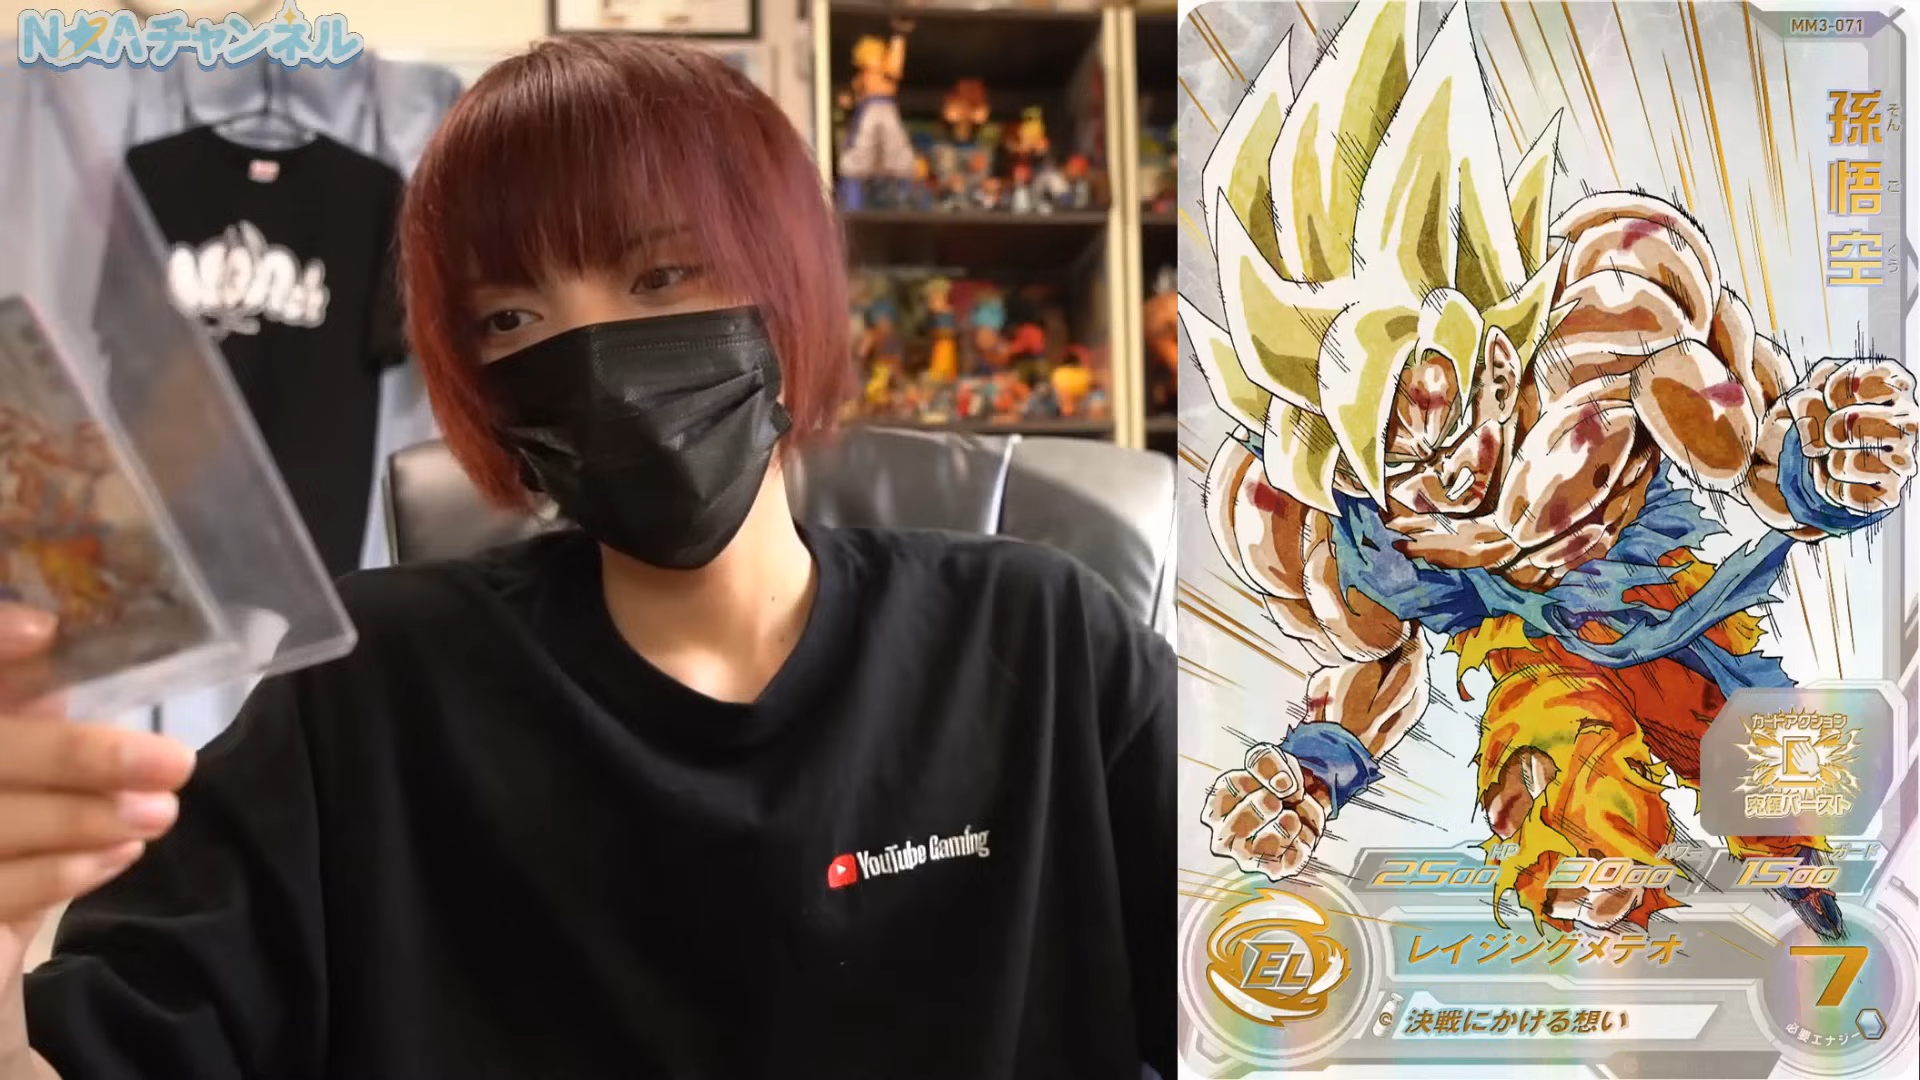 NAチャンネル
YouTube Gaming
MM3-071
孫悟空
そん
ご
くう
カードアクション
究極バースト
HP
2500
パワー
3000
ガード
1500
EL
レイジングメテオ
7
C
決戦にかける想い
必要エナジー